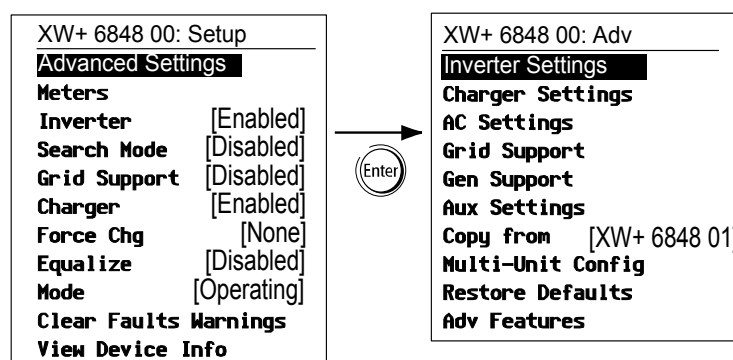 XW+ 6848 00: Setup
Advanced Settings
Meters
Inverter [Enabled]
Search Mode [Disabled]
Grid Support [Disabled]
Charger [Enabled]
Force Chg [None]
Equalize [Disabled]
Mode [Operating]
Clear Faults Warnings
View Device Info
Enter
XW+ 6848 00: Adv
Inverter Settings
Charger Settings
AC Settings
Grid Support
Gen Support
Aux Settings
Copy from [XW+ 6848 01]
Multi-Unit Config
Restore Defaults
Adv Features